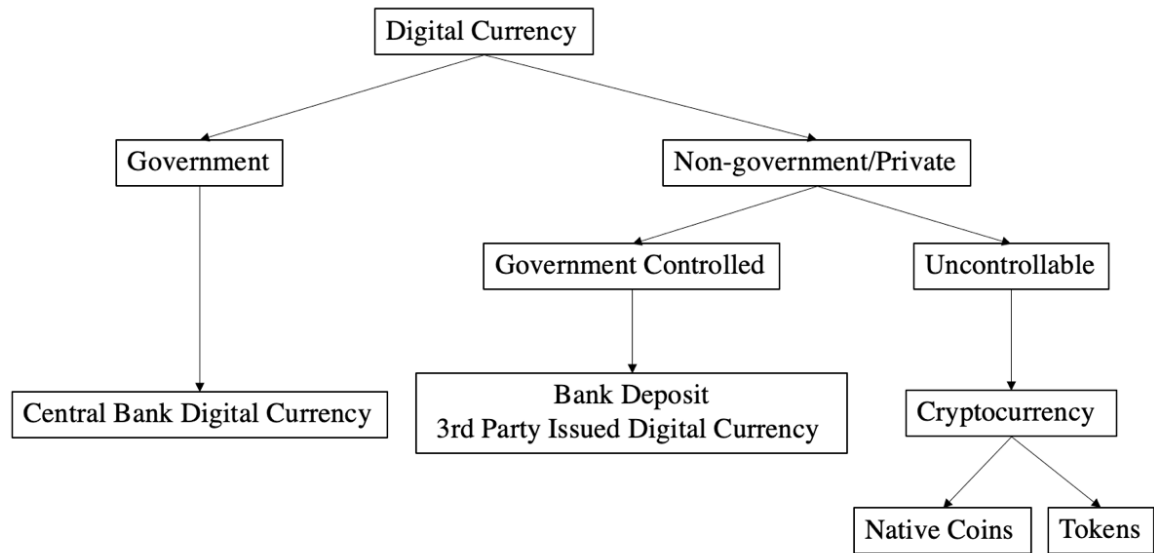 Digital Currency
Government
Non-government/Private
Government Controlled
Uncontrollable
Central Bank Digital Currency
Bank Deposit
3rd Party Issued Digital Currency
Cryptocurrency
Native Coins
Tokens